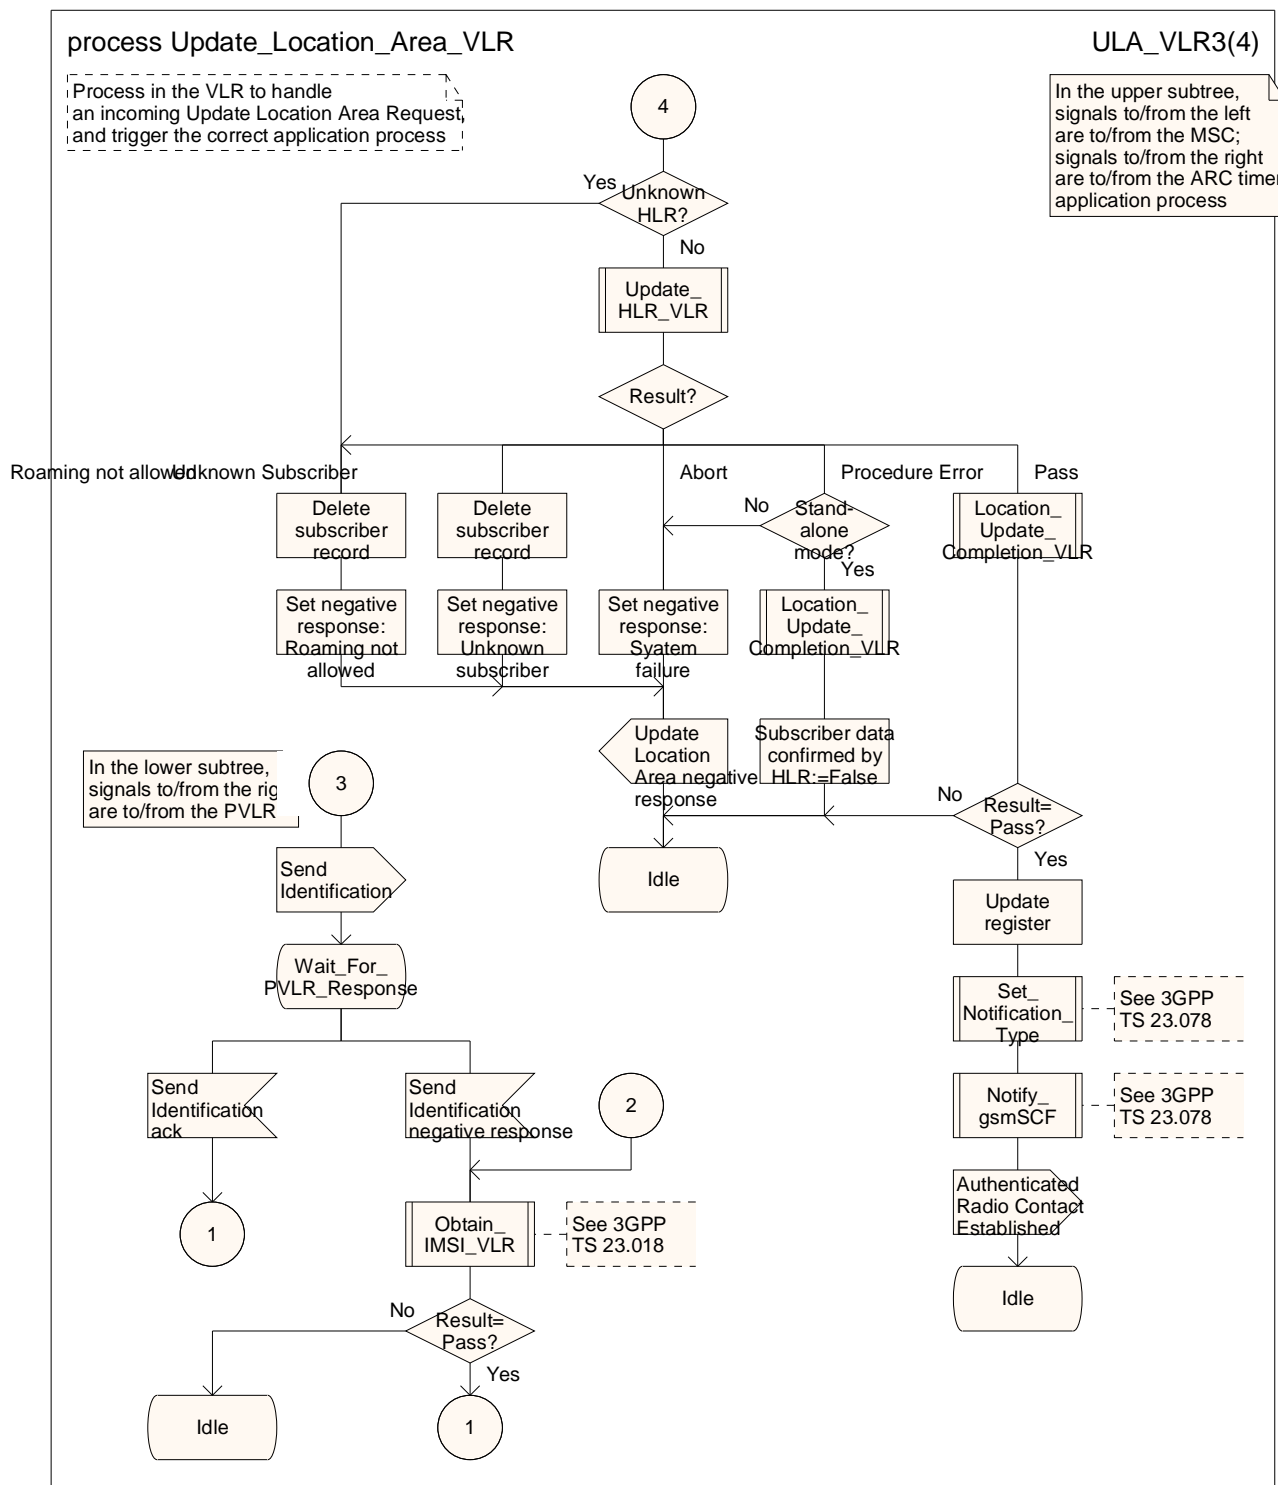 process Update_Location_Area_VLR
ULA_VLR3(4)
Process in the VLR to handle
an incoming Update Location Area Request,
and trigger the correct application process
4
In the upper subtree,
signals to/from the left
are to/from the MSC;
signals to/from the right
are to/from the ARC timer
application process
Yes
Unknown
HLR?
No
Update_
HLR_VLR
Result?
Roaming not allowed
Unknown Subscriber
Abort
Procedure Error
Pass
Delete
subscriber
record
Delete
subscriber
record
No
Stand-
alone
mode?
Yes
Location_
Update_
Completion_VLR
Set negative
response:
Roaming not
allowed
Set negative
response:
Unknown
subscriber
Set negative
response:
System
failure
Location_
Update_
Completion_VLR
Update
Location
Area negative
response
Subscriber data
confirmed by
HLR:=False
In the lower subtree,
signals to/from the rig
are to/from the PVLR
3
No
Result=
Pass?
Yes
Send
Identification
Idle
Update
register
Wait_For_
PVLR_Response
Set_
Notification_
Type
See 3GPP
TS 23.078
Send
Identification
ack
Send
Identification
negative response
2
Notify_
gsmSCF
See 3GPP
TS 23.078
1
Obtain_
IMSI_VLR
See 3GPP
TS 23.018
Authenticated
Radio Contact
Established
No
Result=
Pass?
Yes
Idle
Idle
1